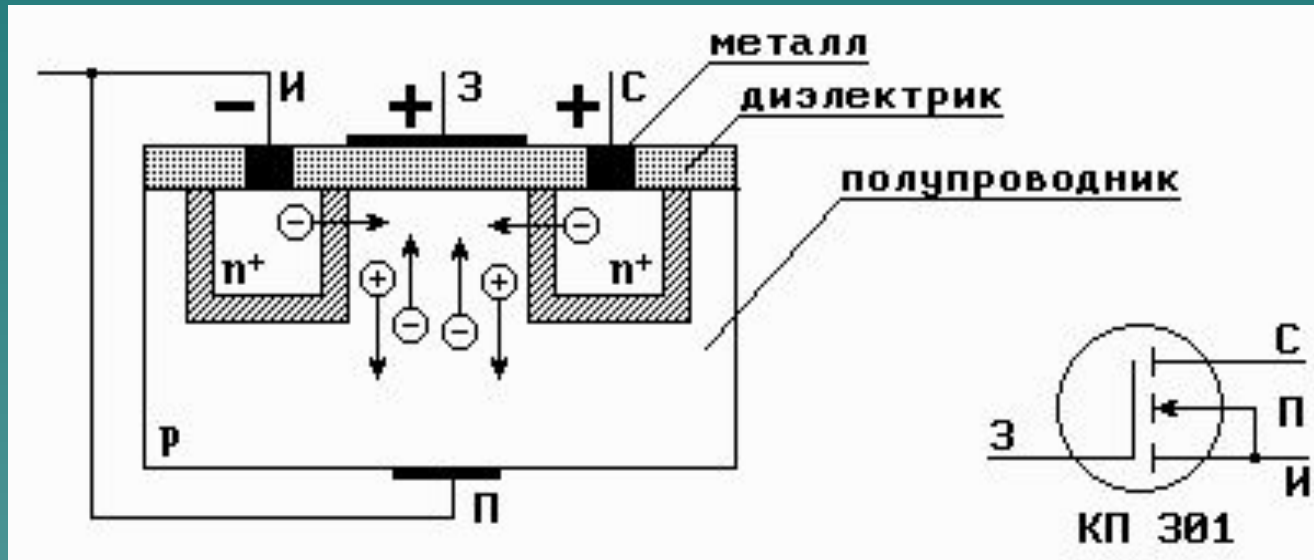 металл
И
З
С
диэлектрик
полупроводник
n⁺
n⁺
p
П
С
П
З
И
КП 301